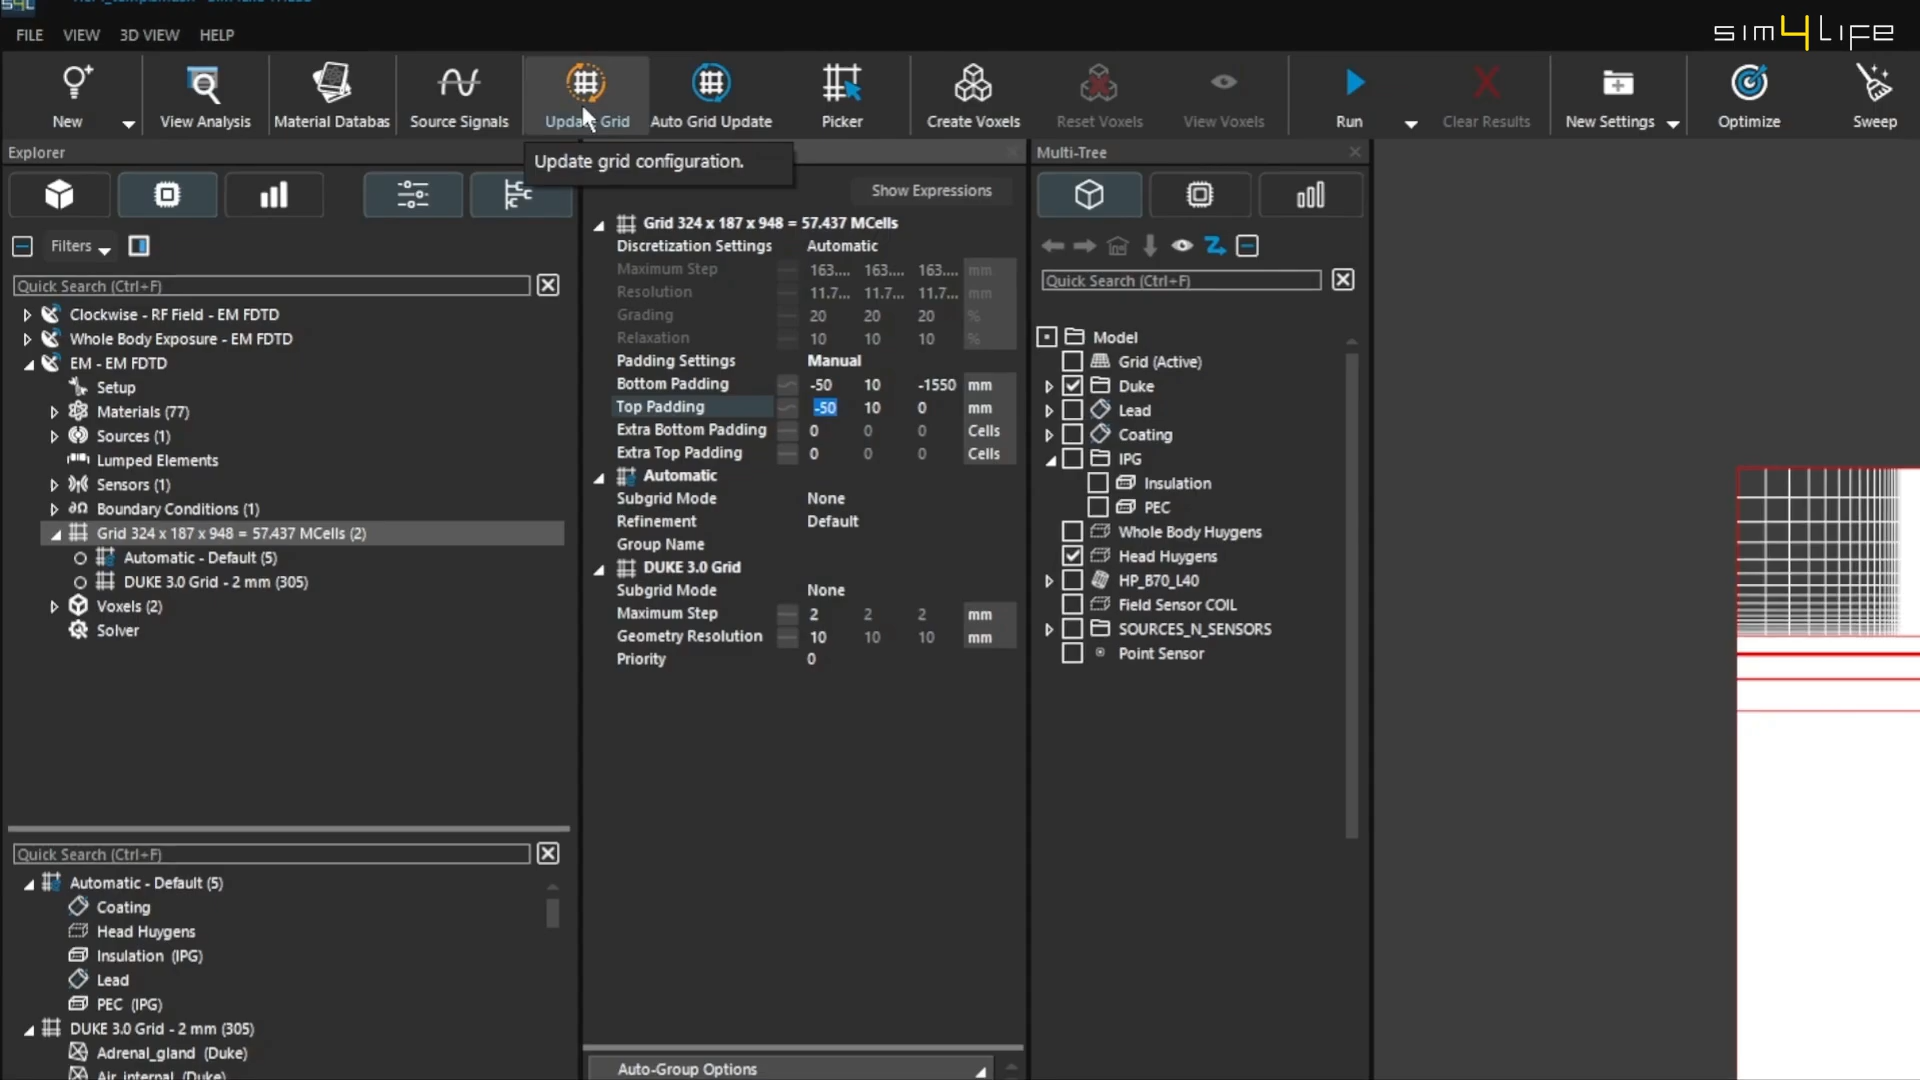 S4L
sim4Life
FILE VIEW 3D VIEW HELP
New
View Analysis
Material Databas
Source Signals
Update Grid
Auto Grid Update
Picker
Create Voxels
Reset Voxels
View Voxels
Run
Clear Results
New Settings
Optimize
Sweep
Update grid configuration.
Explorer
Filters
Quick Search (Ctrl+F)
Clockwise - RF Field - EM FDTD
Whole Body Exposure - EM FDTD
EM - EM FDTD
Setup
Materials (77)
Sources (1)
Lumped Elements
Sensors (1)
Boundary Conditions (1)
Grid 324 x 187 x 948 = 57.437 MCells (2)
Automatic - Default (5)
DUKE 3.0 Grid - 2 mm (305)
Voxels (2)
Solver
Quick Search (Ctrl+F)
Automatic - Default (5)
Coating
Head Huygens
Insulation (IPG)
Lead
PEC (IPG)
DUKE 3.0 Grid - 2 mm (305)
Adrenal_gland (Duke)
Air_internal (Duke)
Show Expressions
Grid 324 x 187 x 948 = 57.437 MCells
Discretization Settings Automatic
Maximum Step 163.... 163.... 163.... mm
Resolution 11.7... 11.7... 11.7... mm
Grading 20 20 20 %
Relaxation 10 10 10 %
Padding Settings Manual
Bottom Padding -50 10 -1550 mm
Top Padding -50 10 0 mm
Extra Bottom Padding 0 0 0 Cells
Extra Top Padding 0 0 0 Cells
Automatic
Subgrid Mode None
Refinement Default
Group Name
DUKE 3.0 Grid
Subgrid Mode None
Maximum Step 2 2 2 mm
Geometry Resolution 10 10 10 mm
Priority 0
Auto-Group Options
Multi-Tree
Quick Search (Ctrl+F)
Model
Grid (Active)
Duke
Lead
Coating
IPG
Insulation
PEC
Whole Body Huygens
Head Huygens
HP_B70_L40
Field Sensor COIL
SOURCES_N_SENSORS
Point Sensor